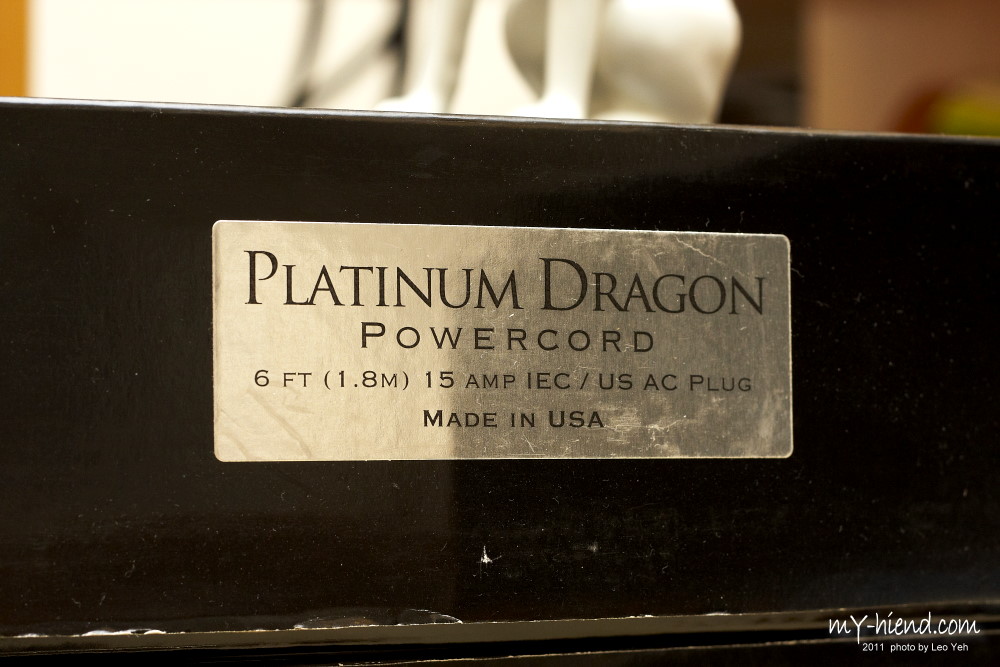 PLATINUM DRAGON
POWERCORD
6 FT (1.8M) 15 AMP IEC / US AC PLUG
MADE IN USA
my-hiend.com
2011 photo by Leo Yeh